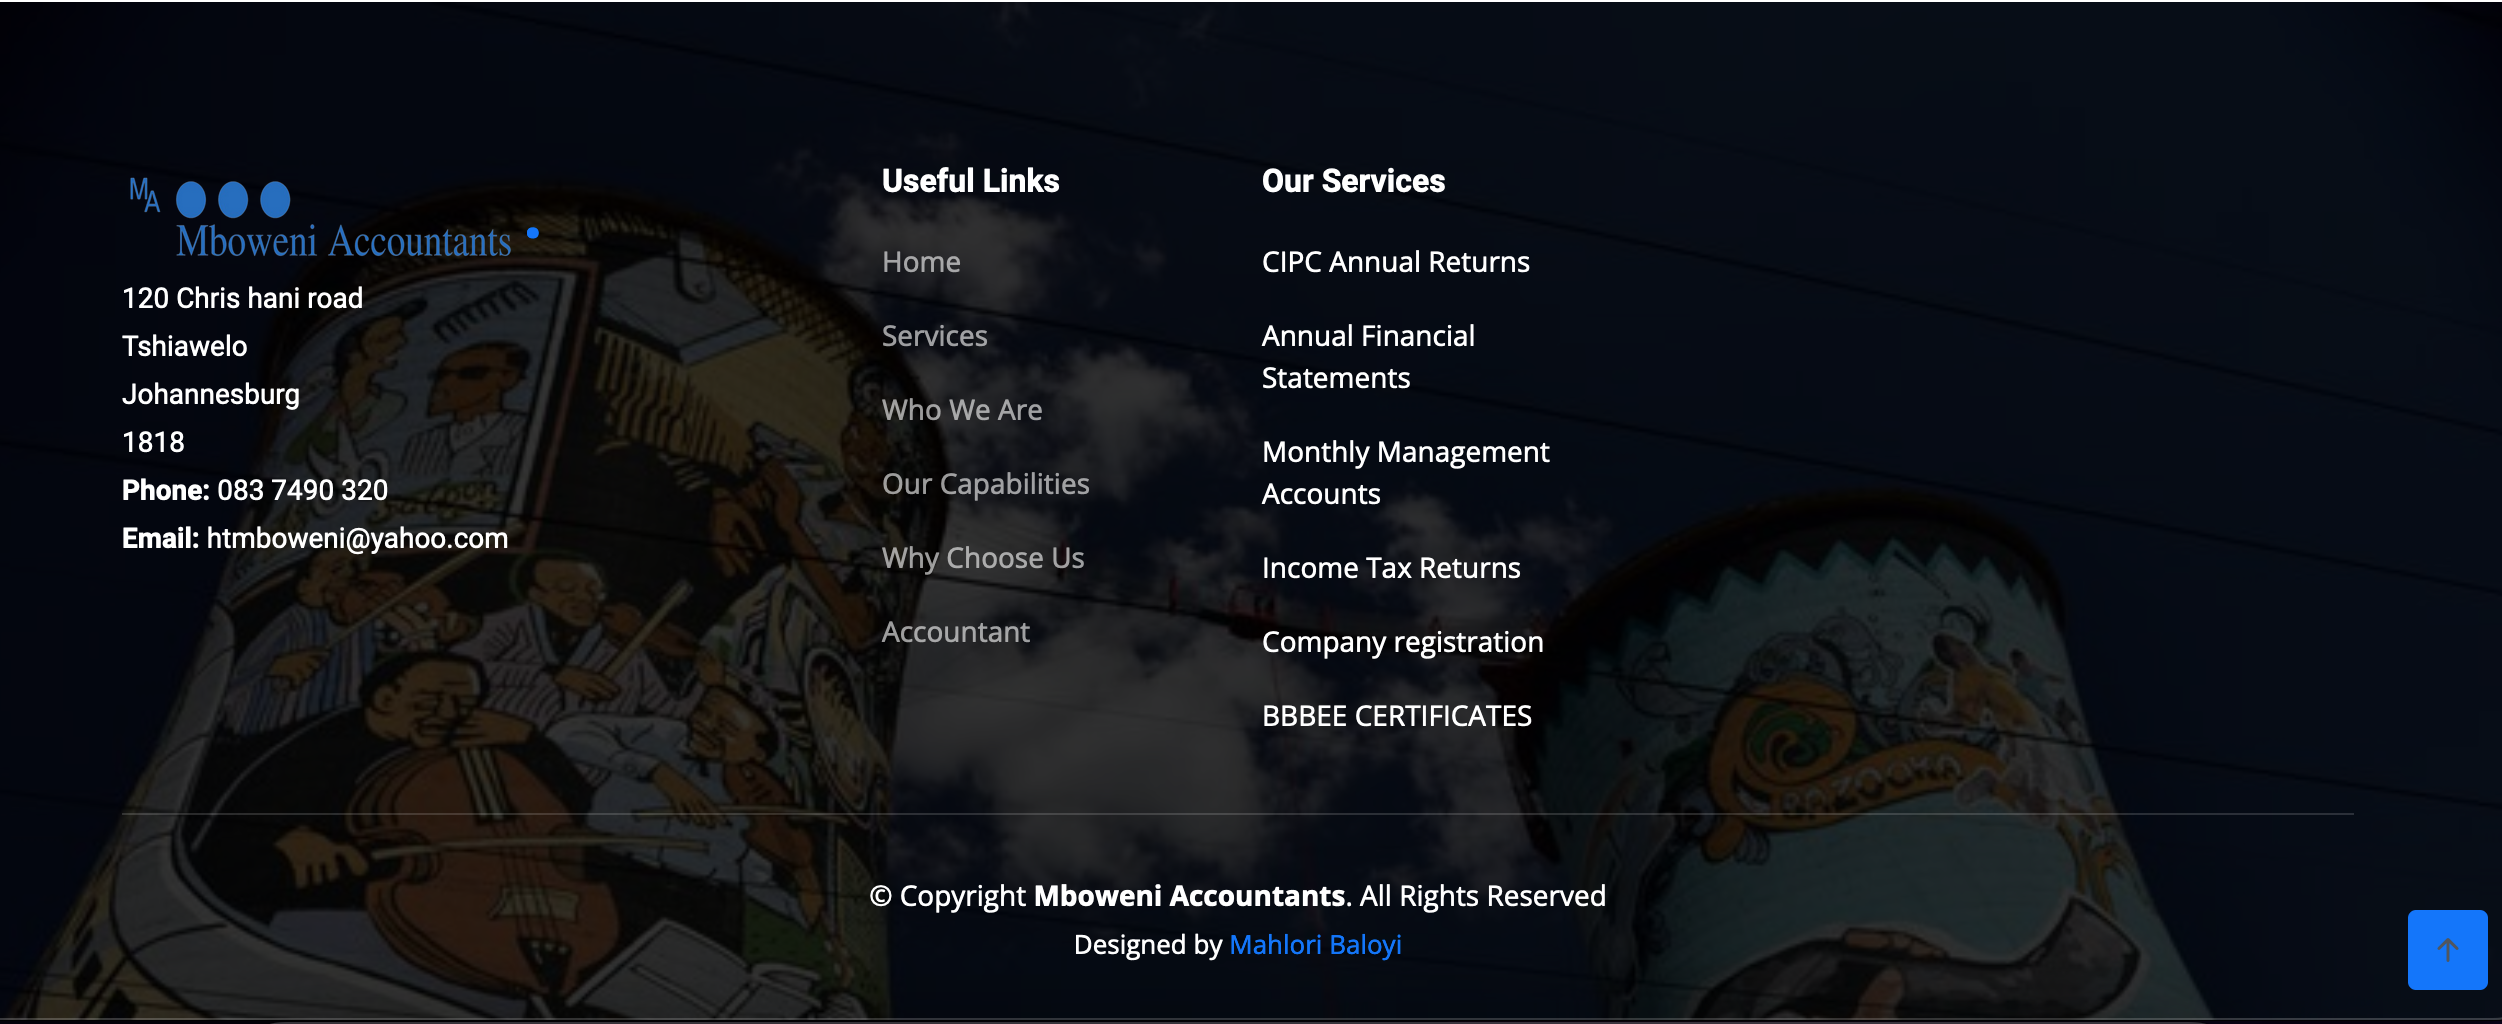 MA
Mboweni Accountants
120 Chris hani road
Tshiawelo
Johannesburg
1818
Phone: 083 7490 320
Email: htmboweni@yahoo.com
Useful Links
Home
Services
Who We Are
Our Capabilities
Why Choose Us
Accountant
Our Services
CIPC Annual Returns
Annual Financial
Statements
Monthly Management
Accounts
Income Tax Returns
Company registration
BBBEE CERTIFICATES
BAZOOKA
© Copyright Mboweni Accountants. All Rights Reserved
Designed by Mahlori Baloyi